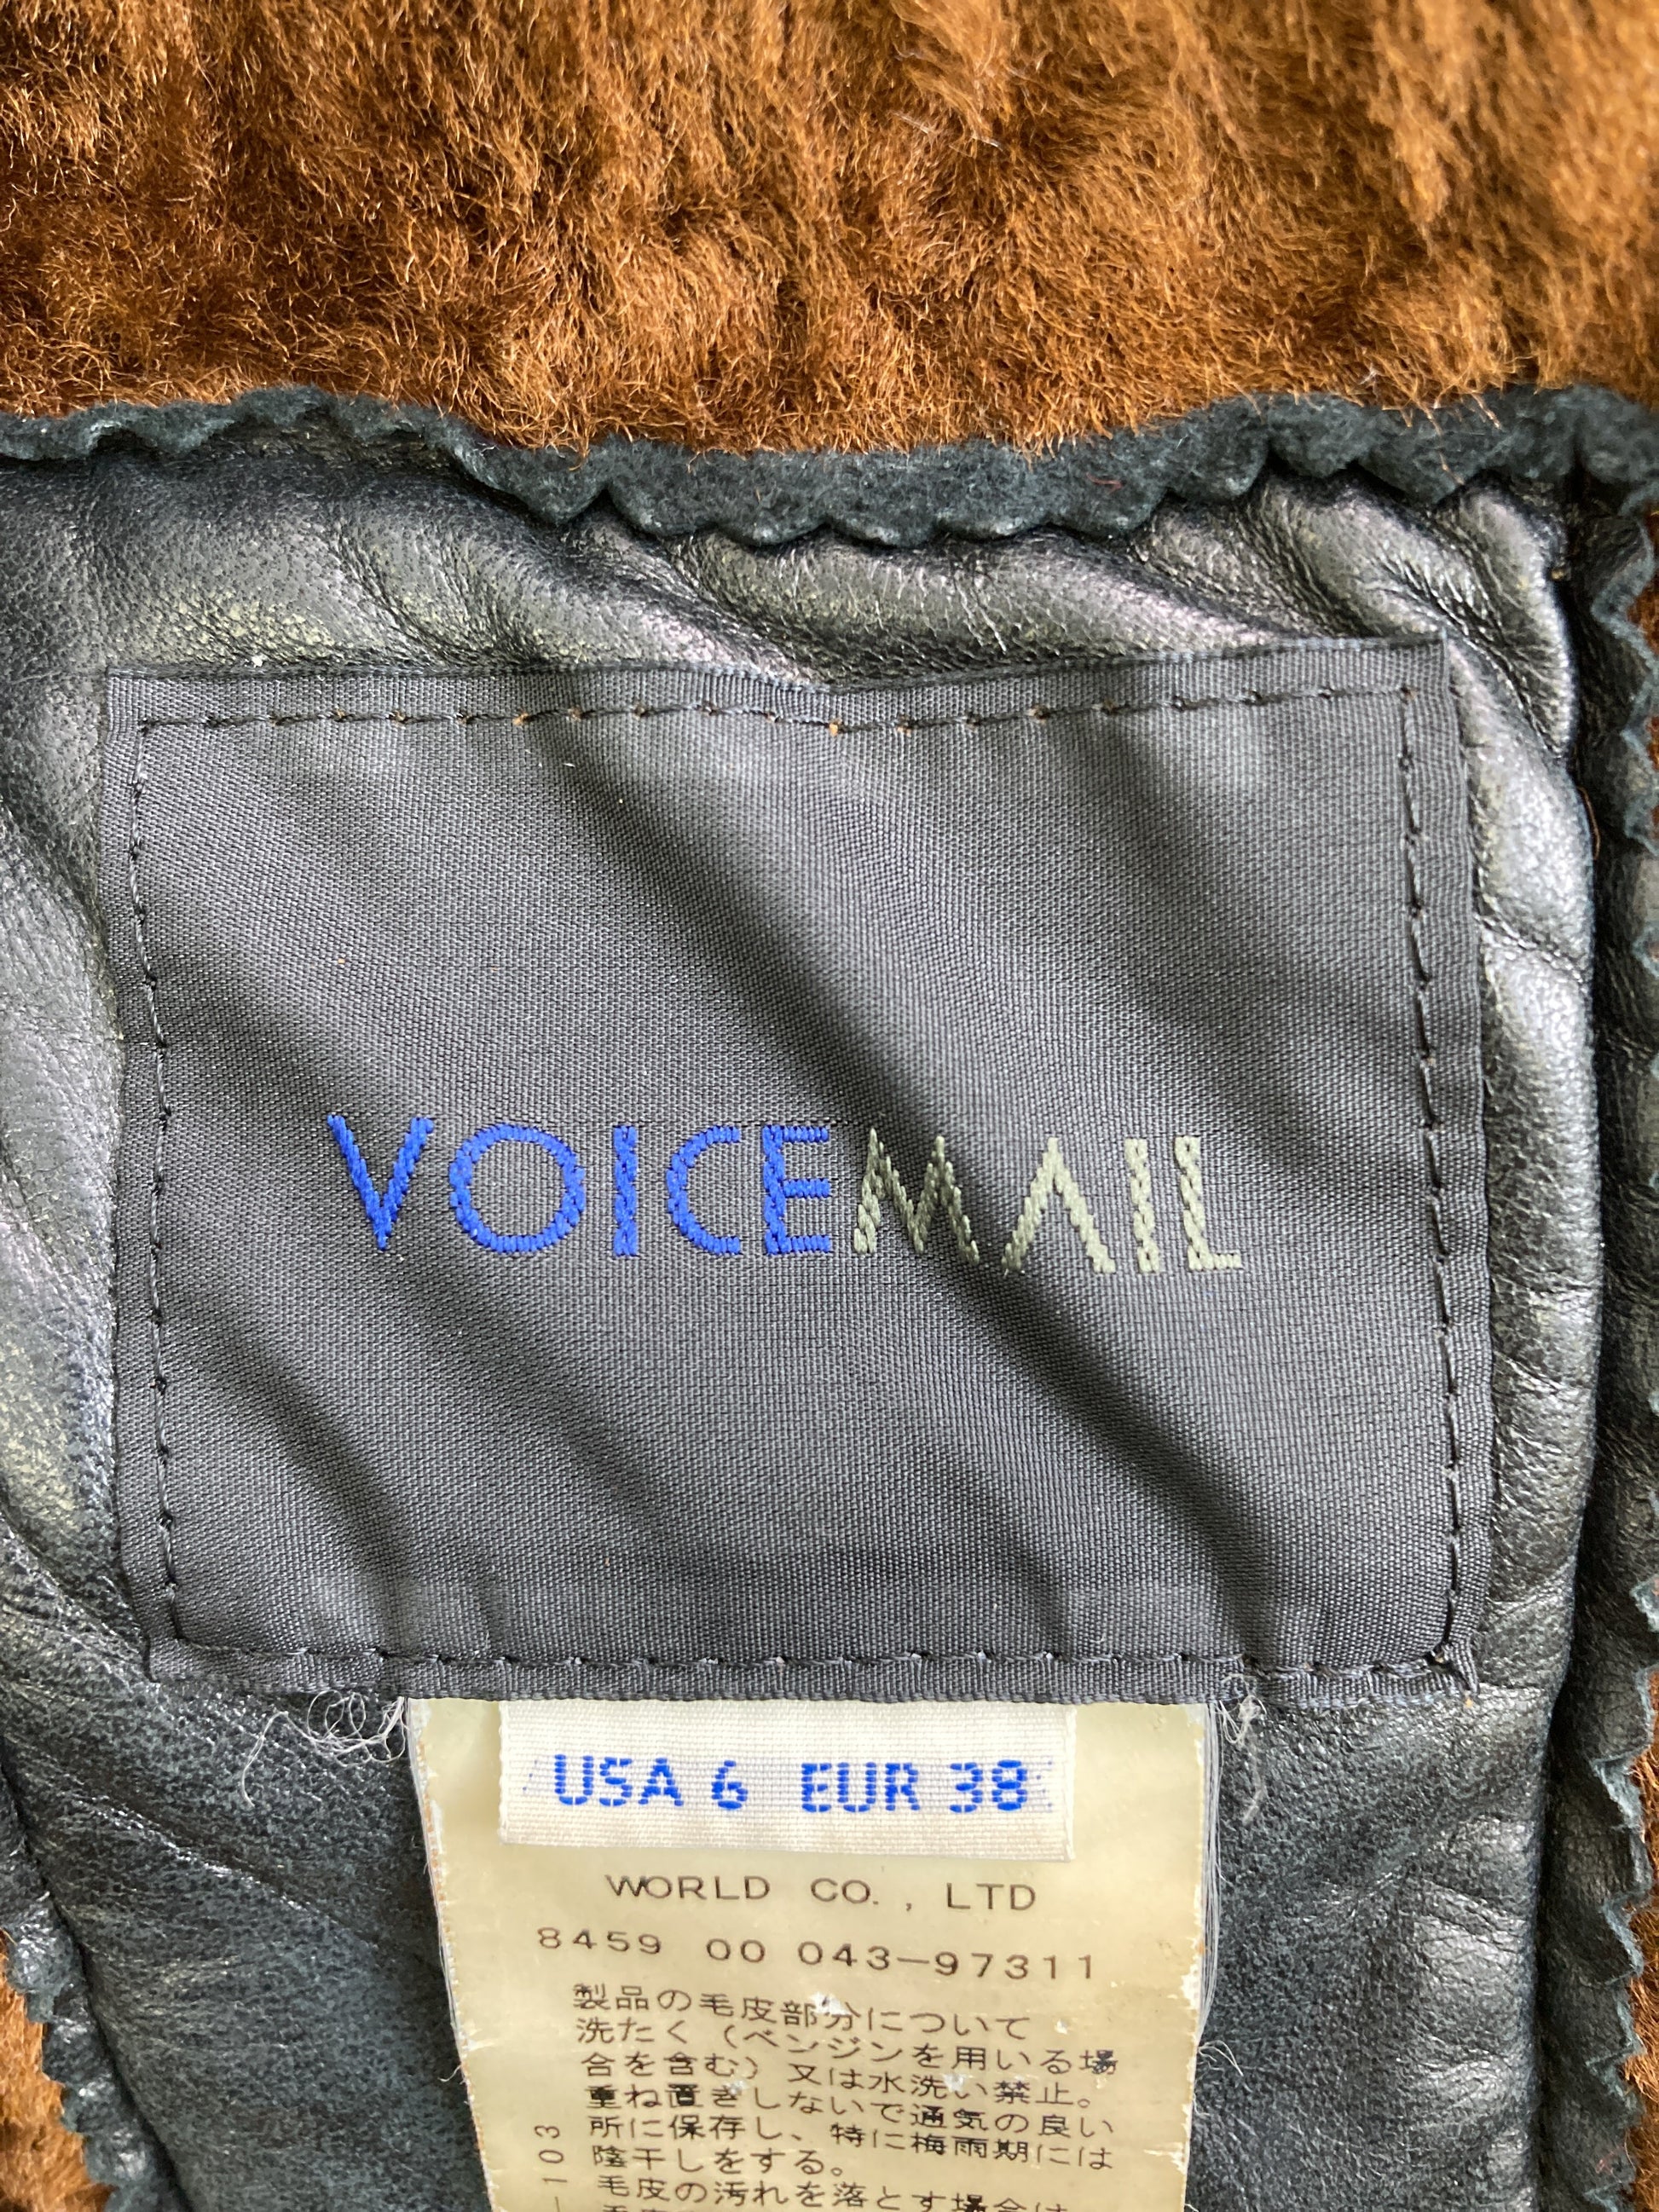 VOICEMAIL
USA 6 EUR 38
WORLD CO., LTD
8459 00 043-97311
製品の毛皮部分について
洗たく(ベンジンを用いる場
合を含む)又は水洗い禁止。
重ね置きしないで通気の良い
所に保存し、特に梅雨期には
陰干しをする。
毛皮の汚れを落とす場合は
-103